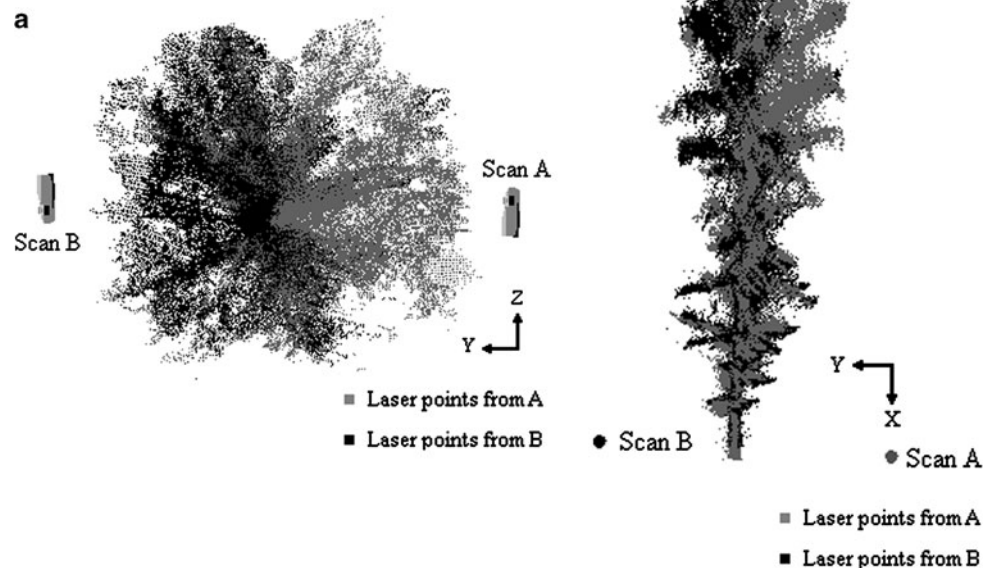 a
Scan A
Scan B
Z
Y
Laser points from A
Laser points from B
Y
X
Scan B
Scan A
Laser points from A
Laser points from B